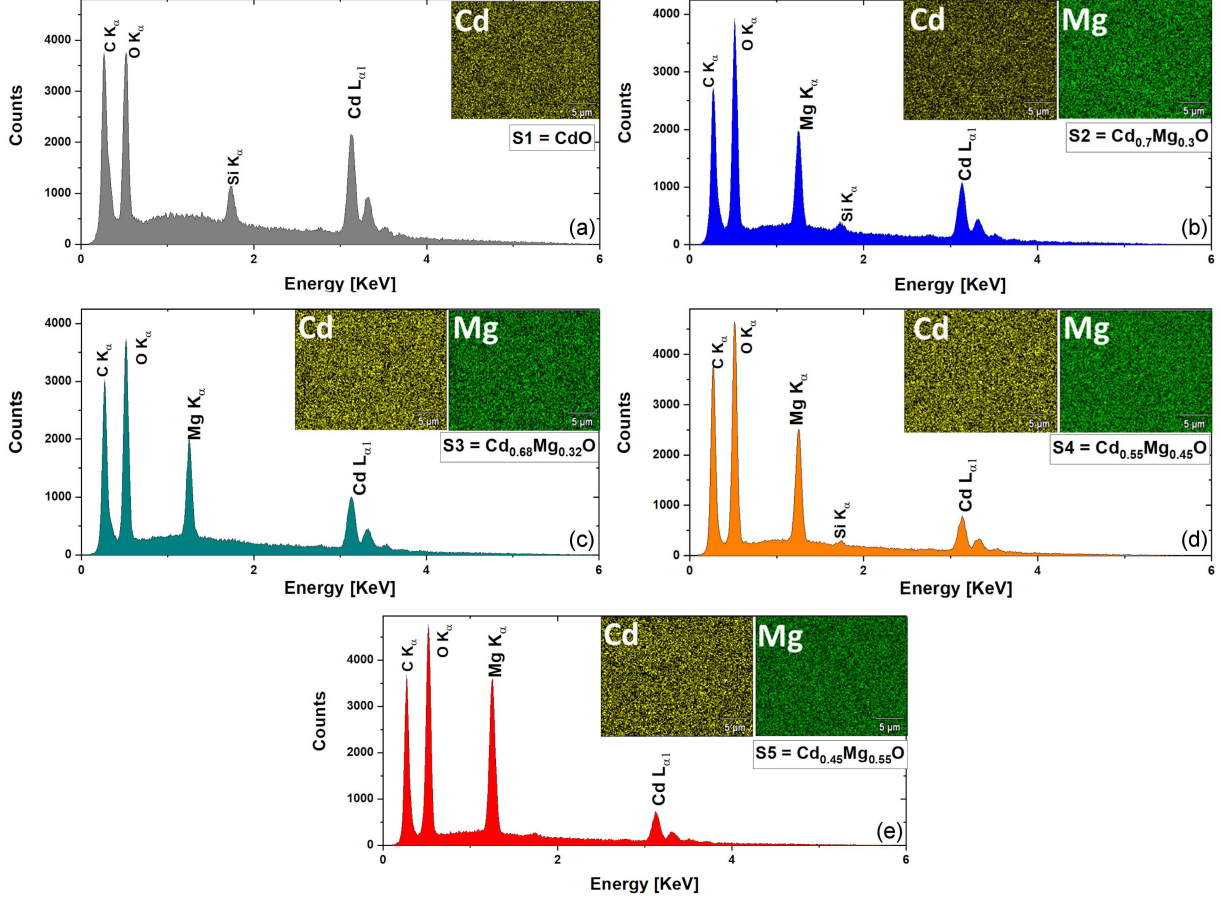 Cd
C Kα
O Kα
Si Kα
Cd Lα1
5 µm
S1 = CdO
(a)
Counts
4000
3000
2000
1000
0
0 2 4 6
Energy [KeV]
Cd Mg
C Kα
O Kα
Mg Kα
Si Kα
Cd Lα1
5 µm 5 µm
S2 = Cd0.7Mg0.3O
(b)
Counts
4000
3000
2000
1000
0
0 2 4 6
Energy [KeV]
Cd Mg
C Kα
O Kα
Mg Kα
Cd Lα1
5 µm 5 µm
S3 = Cd0.68Mg0.32O
(c)
Counts
4000
3000
2000
1000
0
0 2 4 6
Energy [KeV]
Cd Mg
C Kα
O Kα
Mg Kα
Si Kα
Cd Lα1
5 µm 5 µm
S4 = Cd0.55Mg0.45O
(d)
Counts
4000
3000
2000
1000
0
0 2 4 6
Energy [KeV]
Cd Mg
C Kα
O Kα
Mg Kα
Cd Lα1
5 µm 5 µm
S5 = Cd0.45Mg0.55O
(e)
Counts
4000
3000
2000
1000
0
0 2 4 6
Energy [KeV]